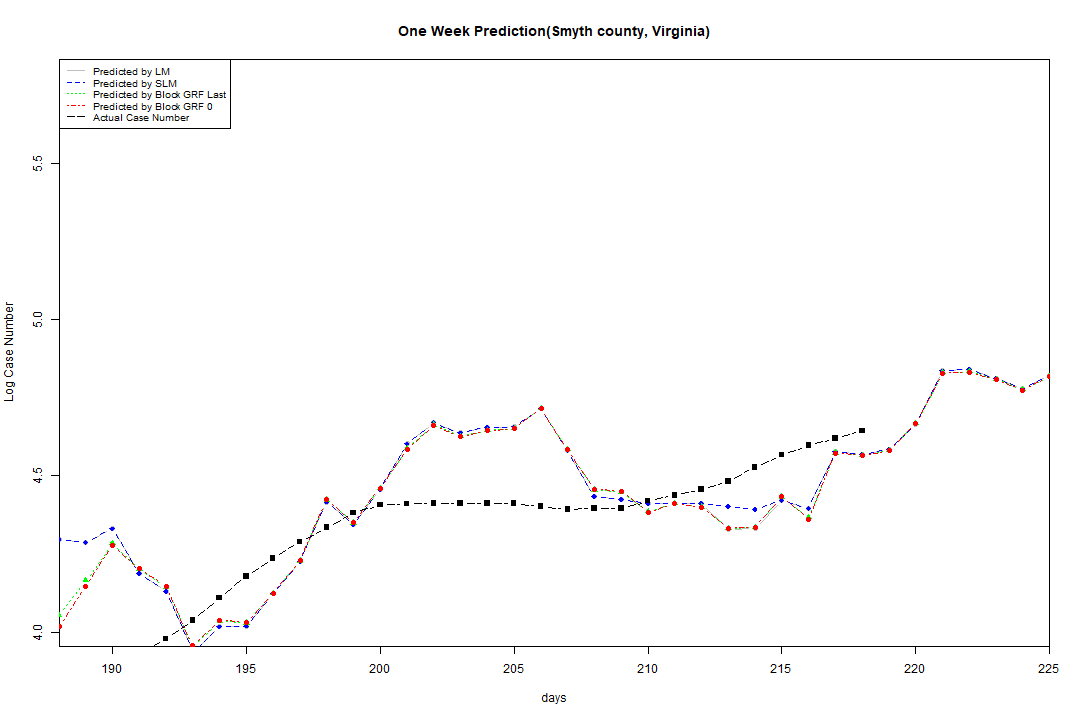 One Week Prediction(Smyth county, Virginia)
Predicted by LM
Predicted by SLM
Predicted by Block GRF Last
Predicted by Block GRF 0
Actual Case Number
5.5
5.0
4.5
4.0
Log Case Number
190 195 200 205 210 215 220 225
days